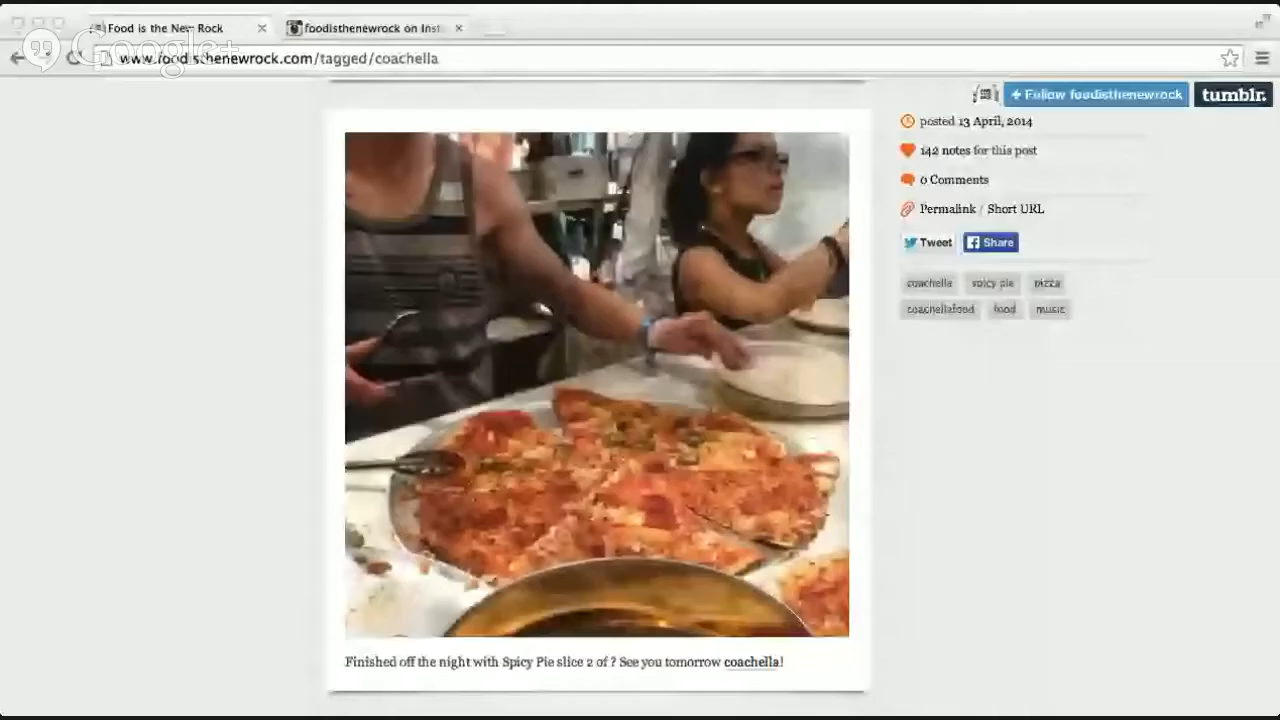 Food is the New Rock
foodisthenewrock on Inst
Google+
www.foodisthenewrock.com/tagged/coachella
+ Follow foodisthenewrock
tumblr.
posted 13 April, 2014
142 notes for this post
0 Comments
Permalink / Short URL
Tweet
Share
coachella spicy pie pizza
coachellafood food music
Finished off the night with Spicy Pie slice 2 of ? See you tomorrow coachella!